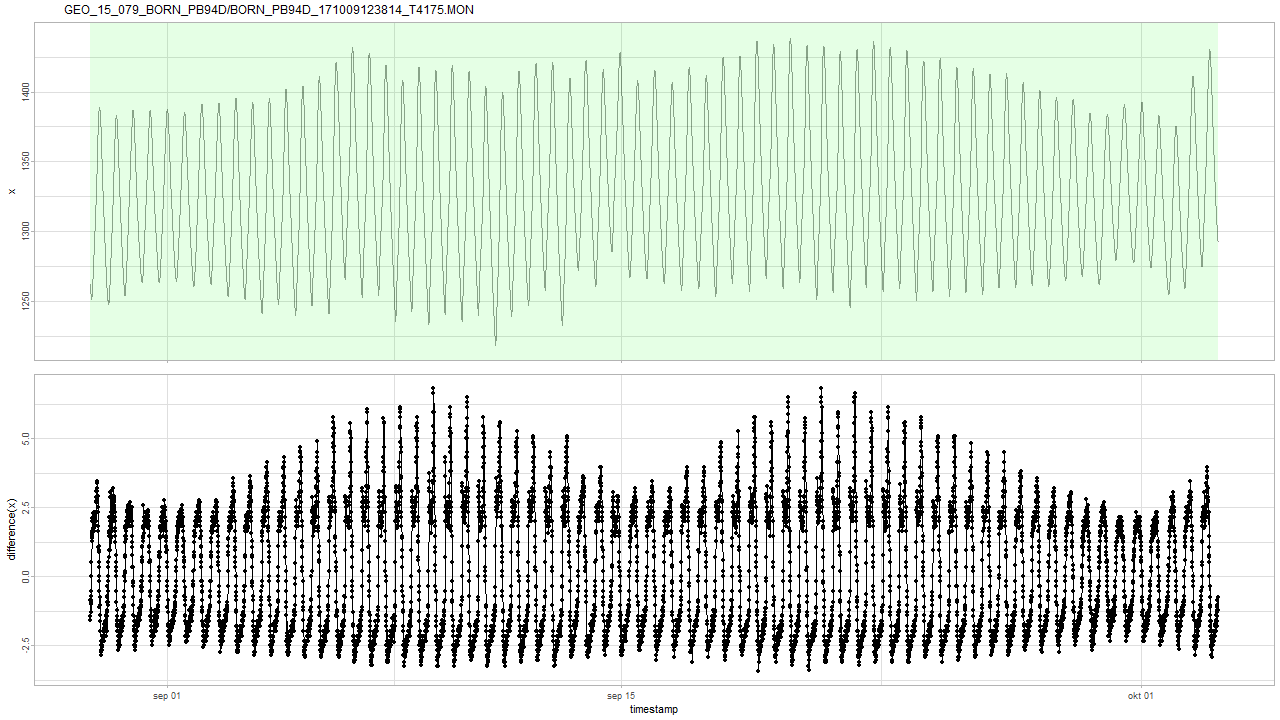 GEO_15_079_BORN_PB94D/BORN_PB94D_171009123814_T4175.MON
1400
1350
1300
1250
x
5.0
2.5
0.0
-2.5
difference(x)
sep 01
sep 15
okt 01
timestamp